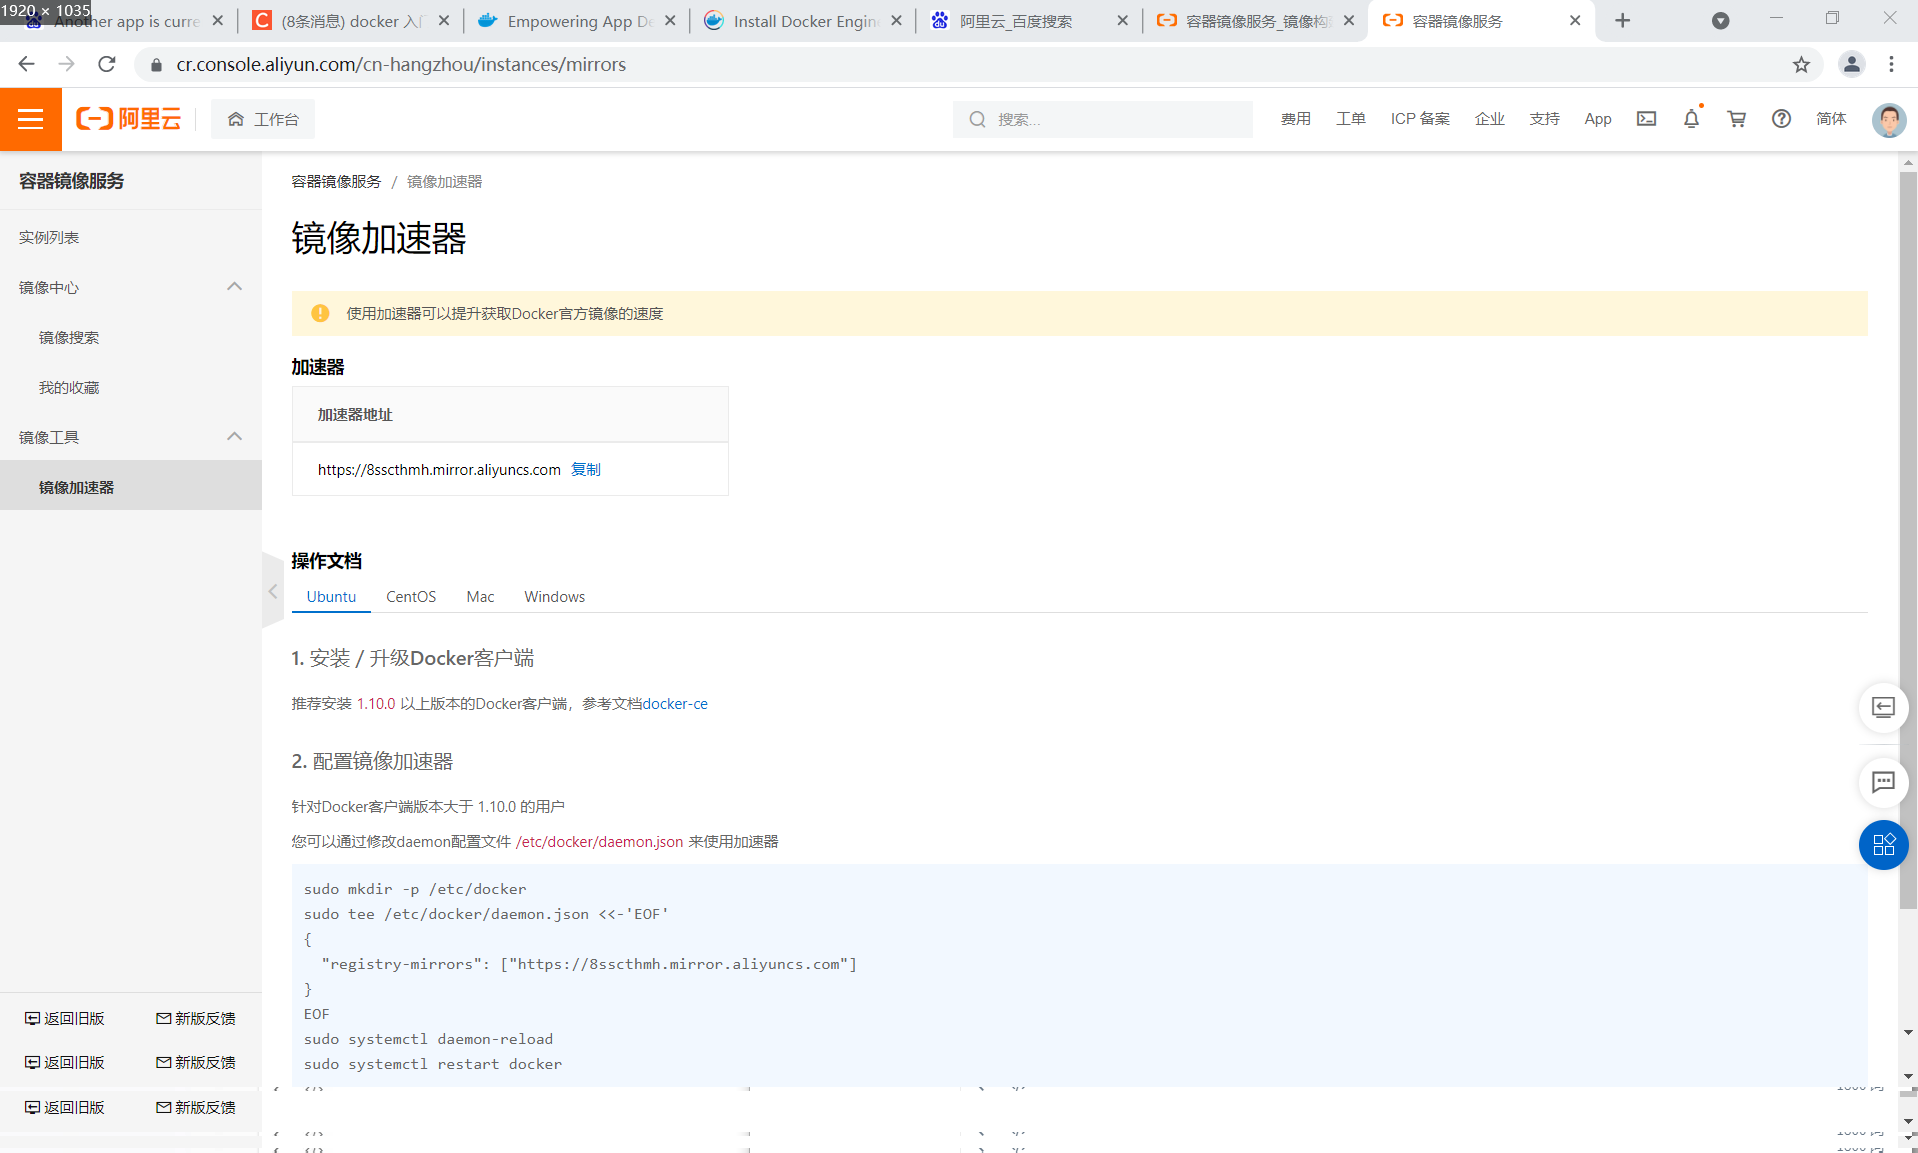 1920 × 1035
Another app is curre
(8条消息) docker 入门
Empowering App De
Install Docker Engin
阿里云_百度搜索
容器镜像服务_镜像构
容器镜像服务
cr.console.aliyun.com/cn-hangzhou/instances/mirrors
阿里云
工作台
搜索...
费用
工单
ICP 备案
企业
支持
App
简体
容器镜像服务
实例列表
镜像中心
镜像搜索
我的收藏
镜像工具
镜像加速器
容器镜像服务 / 镜像加速器
镜像加速器
使用加速器可以提升获取Docker官方镜像的速度
加速器
加速器地址
https://8sscthmh.mirror.aliyuncs.com 复制
操作文档
Ubuntu CentOS Mac Windows
1. 安装 / 升级Docker客户端
推荐安装 1.10.0 以上版本的Docker客户端，参考文档docker-ce
2. 配置镜像加速器
针对Docker客户端版本大于 1.10.0 的用户
您可以通过修改daemon配置文件 /etc/docker/daemon.json 来使用加速器
sudo mkdir -p /etc/docker
sudo tee /etc/docker/daemon.json <<-'EOF'
{
  "registry-mirrors": ["https://8sscthmh.mirror.aliyuncs.com"]
}
EOF
sudo systemctl daemon-reload
sudo systemctl restart docker
返回旧版 新版反馈
返回旧版 新版反馈
返回旧版 新版反馈